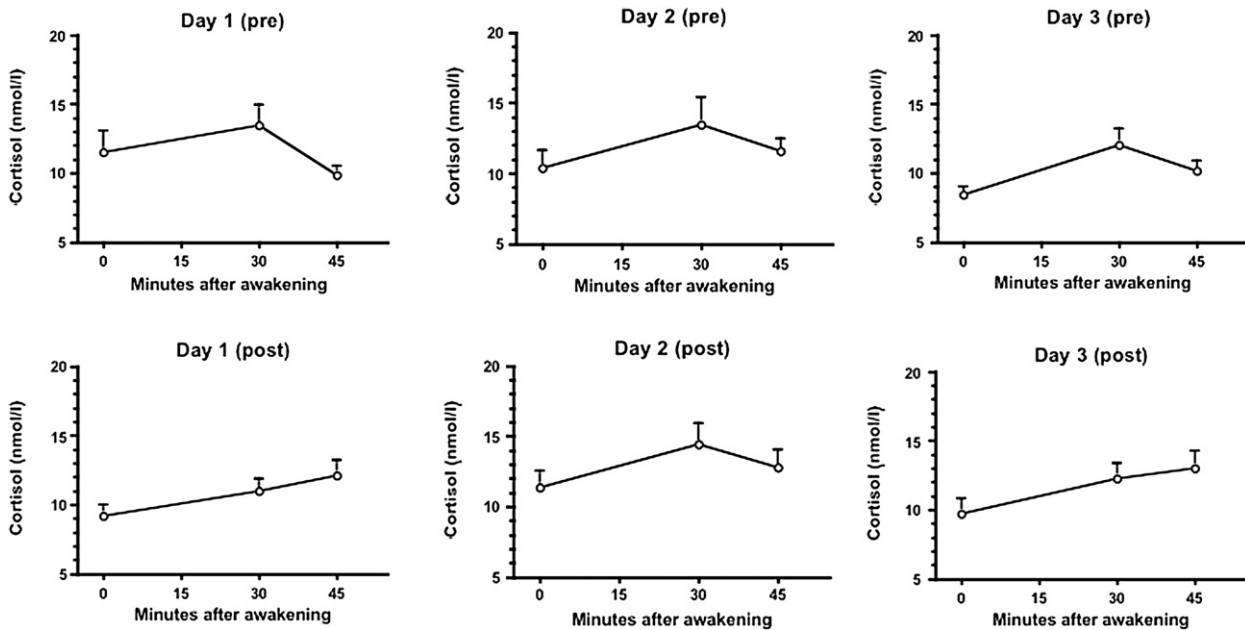 Day 1 (pre)
Cortisol (nmol/l)
20
15
10
5
0 15 30 45
Minutes after awakening
Day 2 (pre)
Cortisol (nmol/l)
20
15
10
5
0 15 30 45
Minutes after awakening
Day 3 (pre)
Cortisol (nmol/l)
20
15
10
5
0 15 30 45
Minutes after awakening
Day 1 (post)
Cortisol (nmol/l)
20
15
10
5
0 15 30 45
Minutes after awakening
Day 2 (post)
Cortisol (nmol/l)
20
15
10
5
0 15 30 45
Minutes after awakening
Day 3 (post)
Cortisol (nmol/l)
20
15
10
5
0 15 30 45
Minutes after awakening